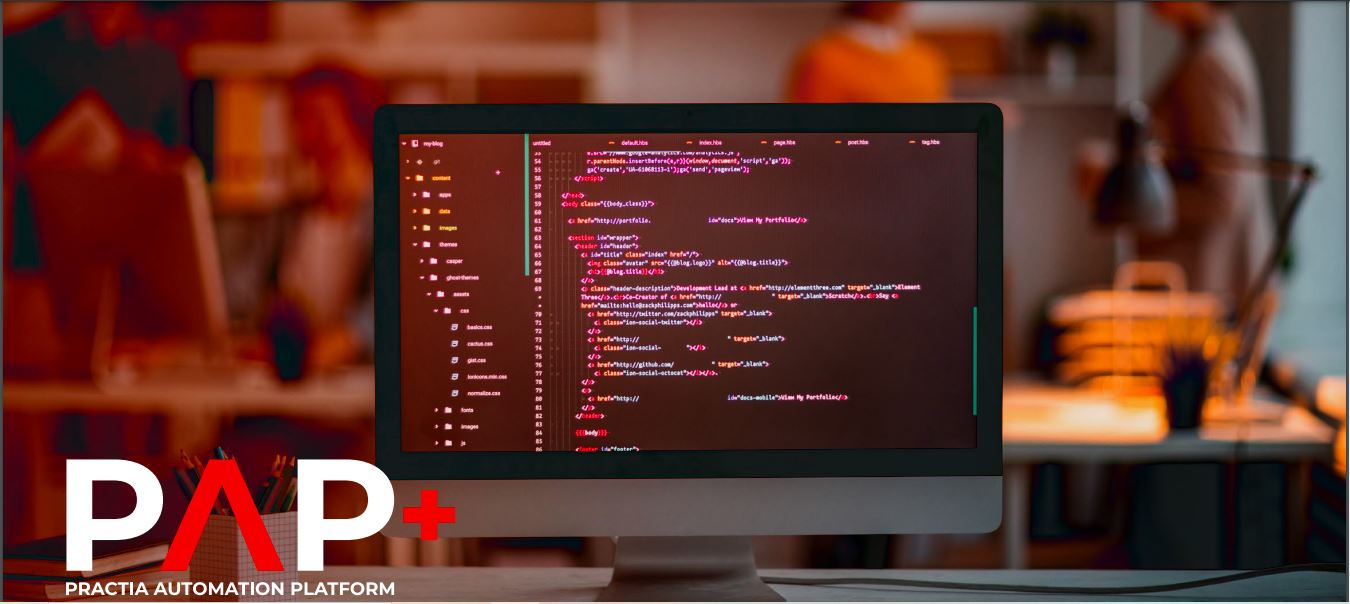 my-blog
.git
content
apps
data
images
themes
casper
ghost-themes
assets
css
basics.css
cactus.css
gist.css
ionicons.min.css
normalize.css
fonts
images
js
untitled
default.hbs
index.hbs
page.hbs
post.hbs
tag.hbs
54 r.parentNode.insertBefore(a,r)}(window,document,'script','ga'));
55 ga('create','UA-61068113-1');ga('send','pageview');
56 </script>
57
58 </head>
59 <body class="{{body_class}}">
60
61 <a href="http://portfolio. id="docs">View My Portfolio</a>
62
63 <section id="wrapper">
64 <header id="header">
65 <a id="title" class="index" href="/">
66 <img class="avatar" src="{{@blog.logo}}" alt="{{@blog.title}}">
67 <h1>{{@blog.title}}</h1>
68 </a>
69 <p class="header-description">Development Lead at <a href="http://elementthree.com" target="_blank">Element
Three</a>.<br>Co-Creator of <a href="http:// " target="_blank">Scratch</a>.<br>Say <a
href="mailto:hello@zackphilipps.com">hello</a> or
70 <a href="http://twitter.com/zackphilipps" target="_blank">
71 <i class="ion-social-twitter"></i>
72 </a>
73 <a href="http:// " target="_blank">
74 <i class="ion-social- "></i>
75 </a>
76 <a href="http://github.com/ " target="_blank">
77 <i class="ion-social-octocat"></i></a>.
78 </p>
79 <p>
80 <a href="http:// id="docs-mobile">View My Portfolio</a>
81 </p>
82 </header>
83
84 {{{body}}}
85
86 <footer id="footer">
PAP+
PRACTIA AUTOMATION PLATFORM